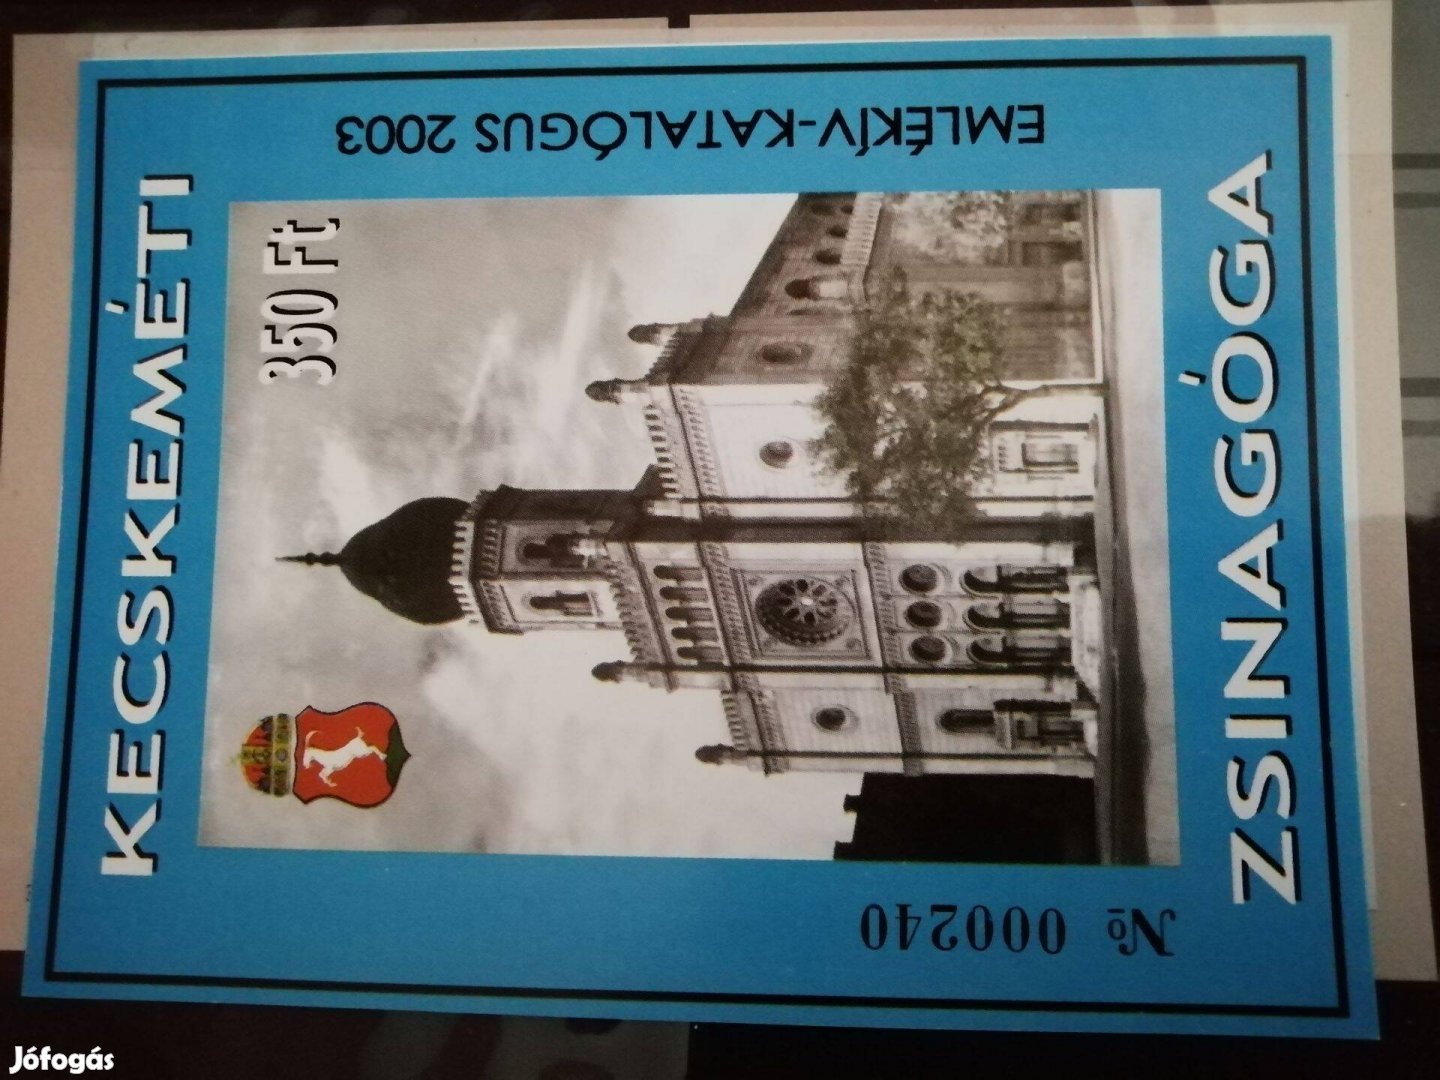 KECSKEMÉTI
350 Ft
EMLÉKÍV-KATALÓGUS 2003
№ 000240
ZSINAGÓGA
Jófogás